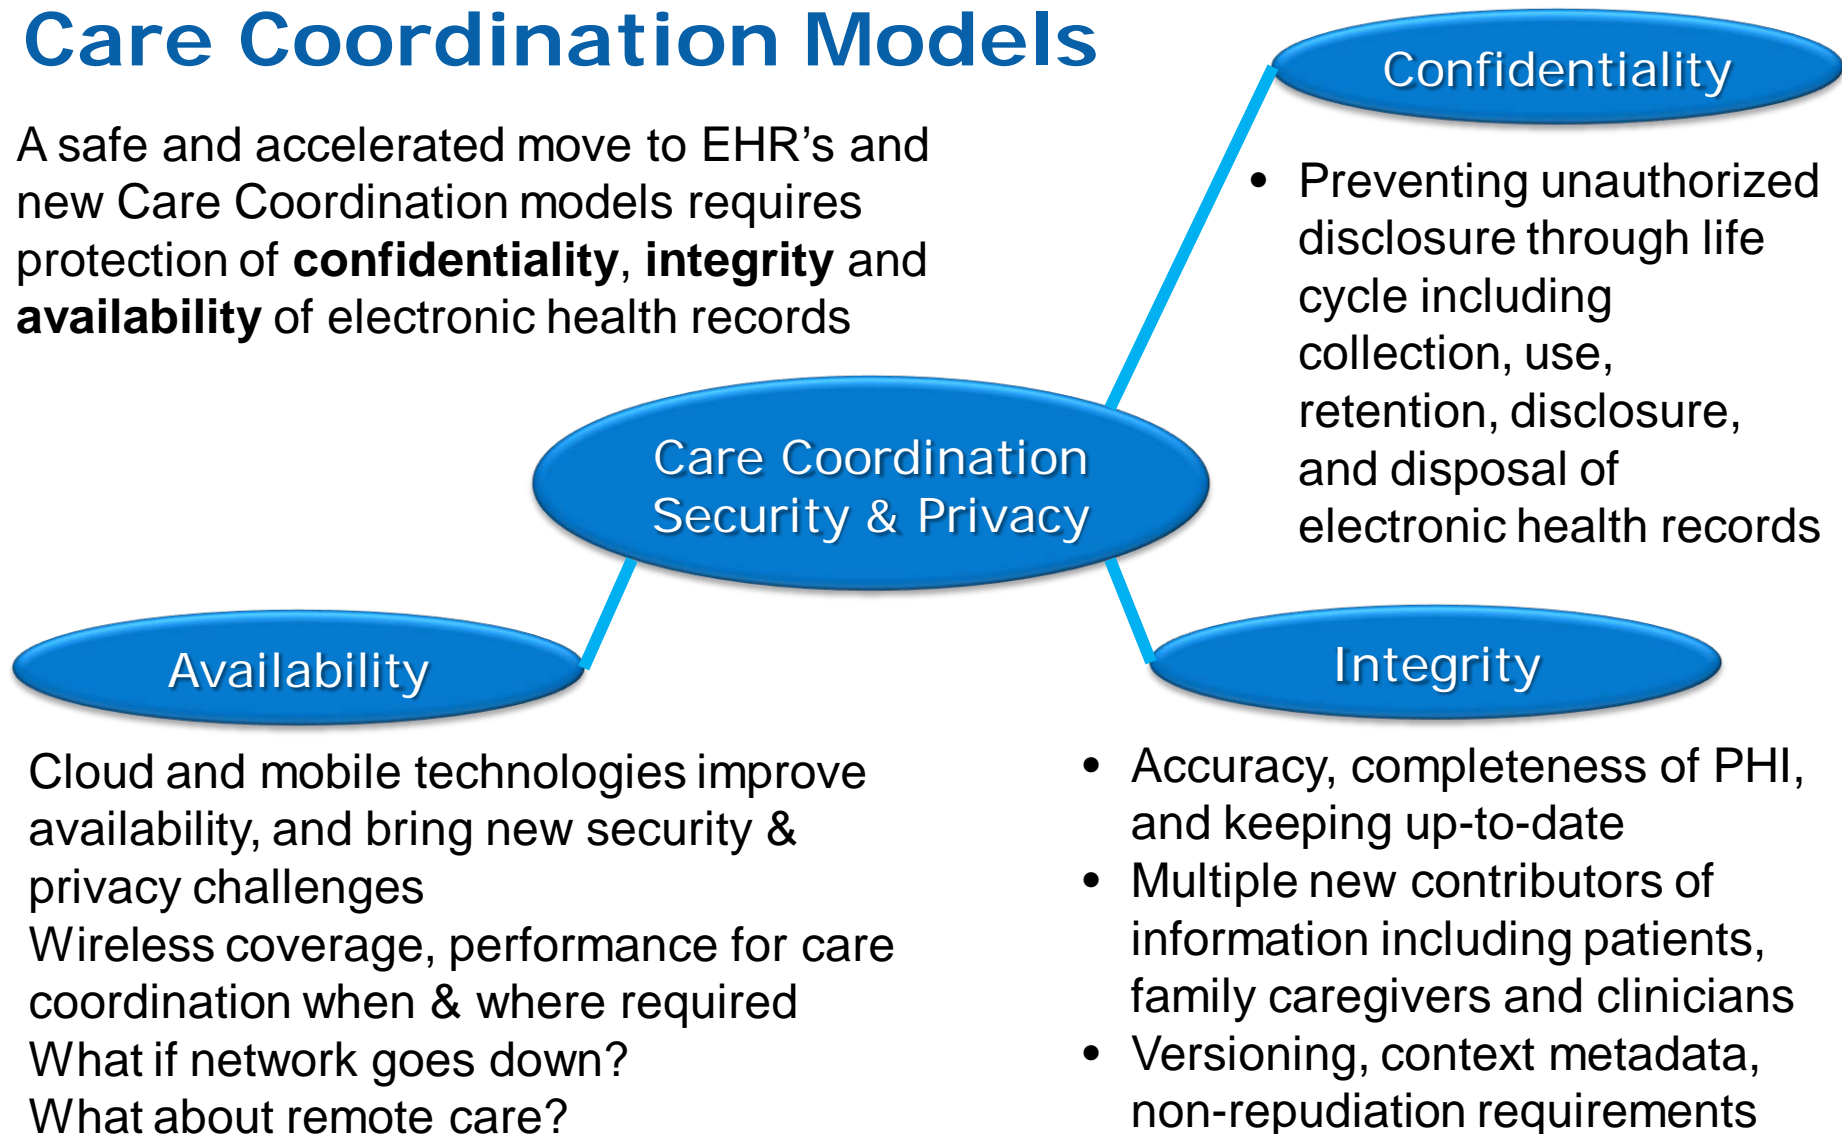 Care Coordination Models
A safe and accelerated move to EHR’s and
new Care Coordination models requires
protection of confidentiality, integrity and
availability of electronic health records
Confidentiality
• Preventing unauthorized
disclosure through life
cycle including
collection, use,
retention, disclosure,
and disposal of
electronic health records
Care Coordination
Security & Privacy
Availability
Cloud and mobile technologies improve
availability, and bring new security &
privacy challenges
Wireless coverage, performance for care
coordination when & where required
What if network goes down?
What about remote care?
Integrity
• Accuracy, completeness of PHI,
and keeping up-to-date
• Multiple new contributors of
information including patients,
family caregivers and clinicians
• Versioning, context metadata,
non-repudiation requirements